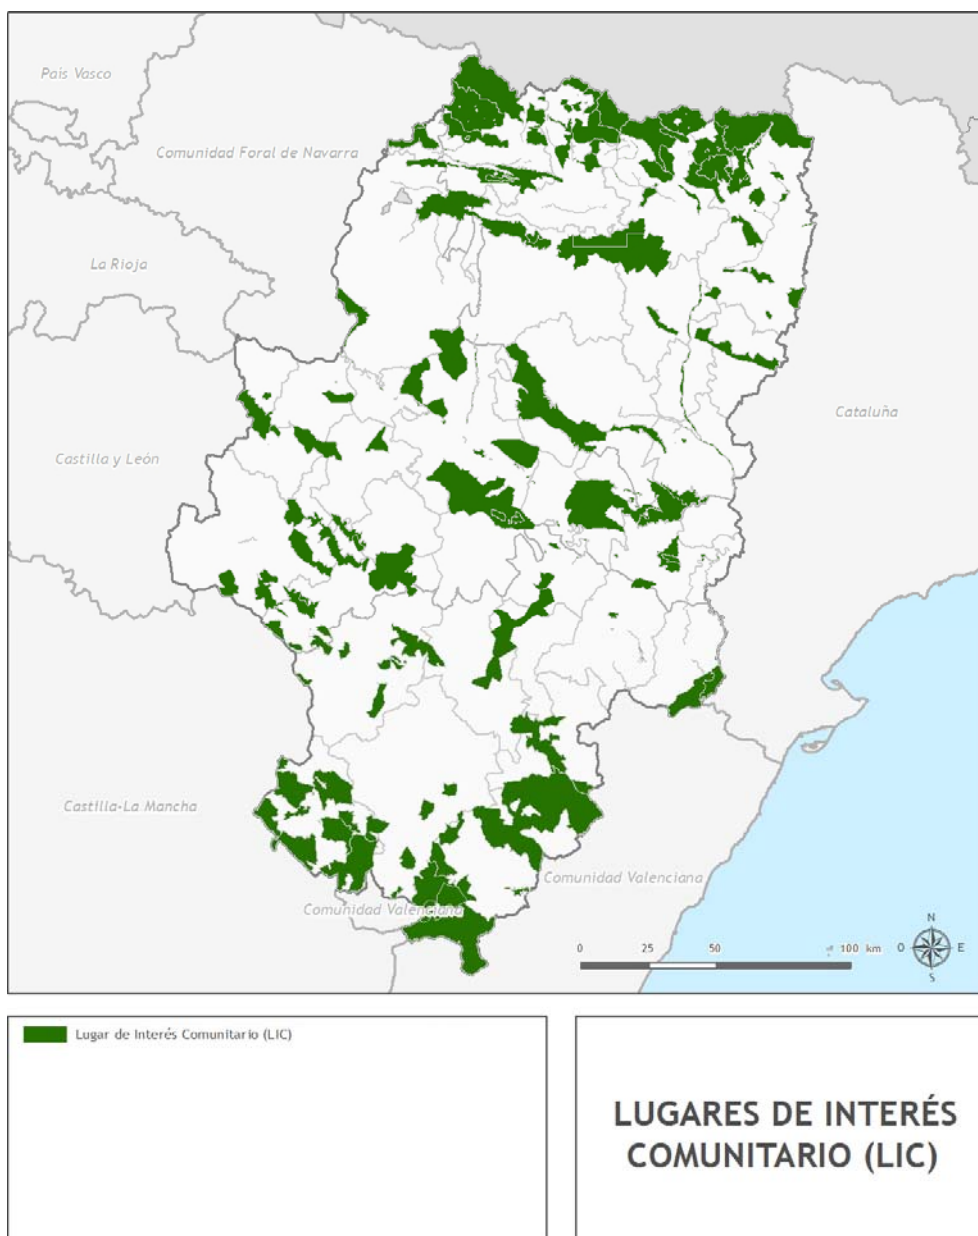 País Vasco
Comunidad Foral de Navarra
La Rioja
Cataluña
Castilla y León
Castilla-La Mancha
Comunidad Valenciana
Comunidad Valenciana
N
O
E
S
0 25 50 100 km
Lugar de Interés Comunitario (LIC)
LUGARES DE INTERÉS
COMUNITARIO (LIC)